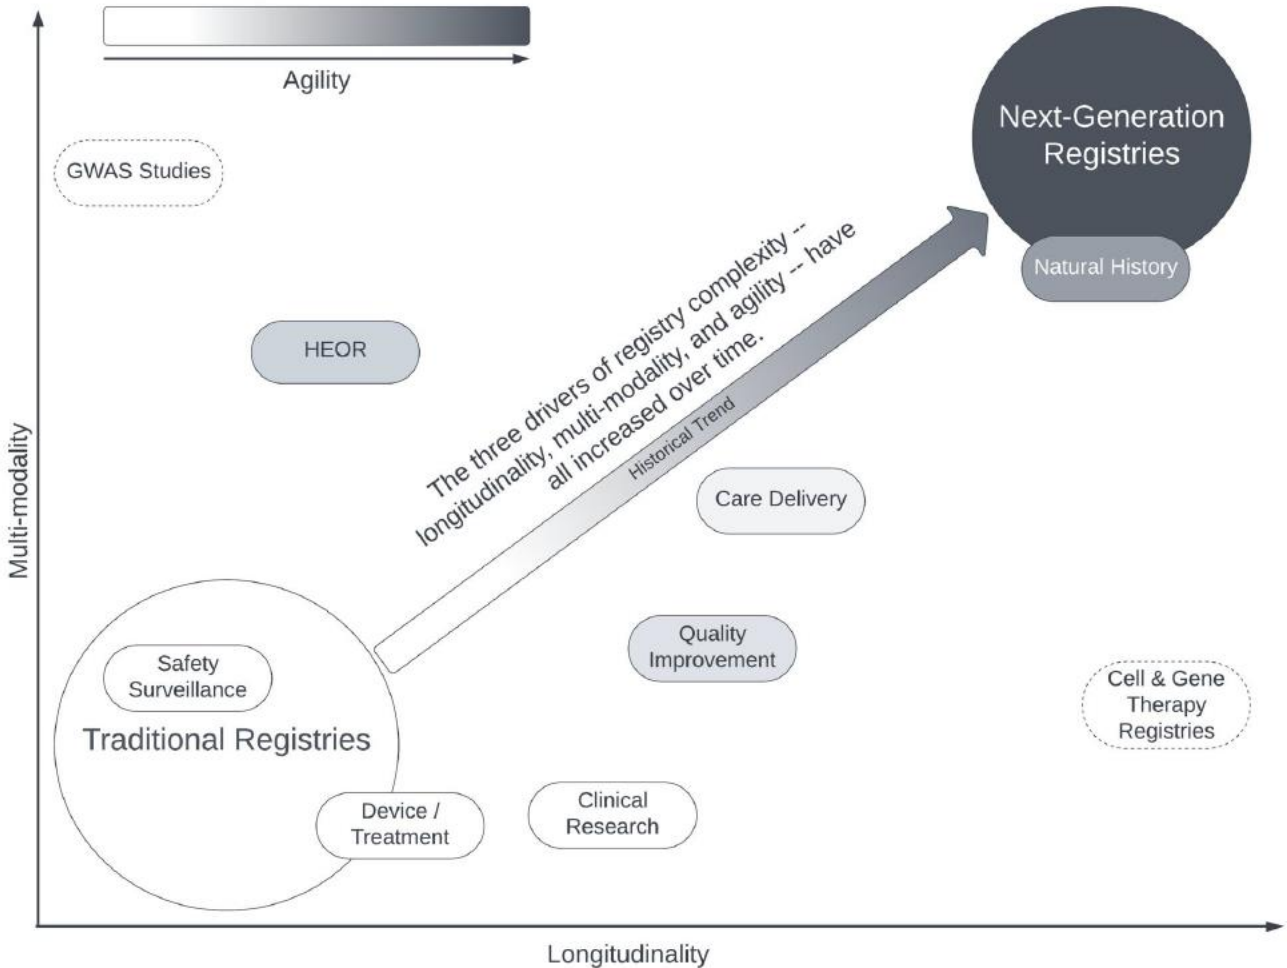 Agility
Next-Generation
Registries
GWAS Studies
Natural History
The three drivers of registry complexity --
longitudinality, multi-modality, and agility -- have
all increased over time.
Historical Trend
HEOR
Multi-modality
Care Delivery
Quality
Improvement
Safety
Surveillance
Traditional Registries
Cell & Gene
Therapy
Registries
Device /
Treatment
Clinical
Research
Longitudinality